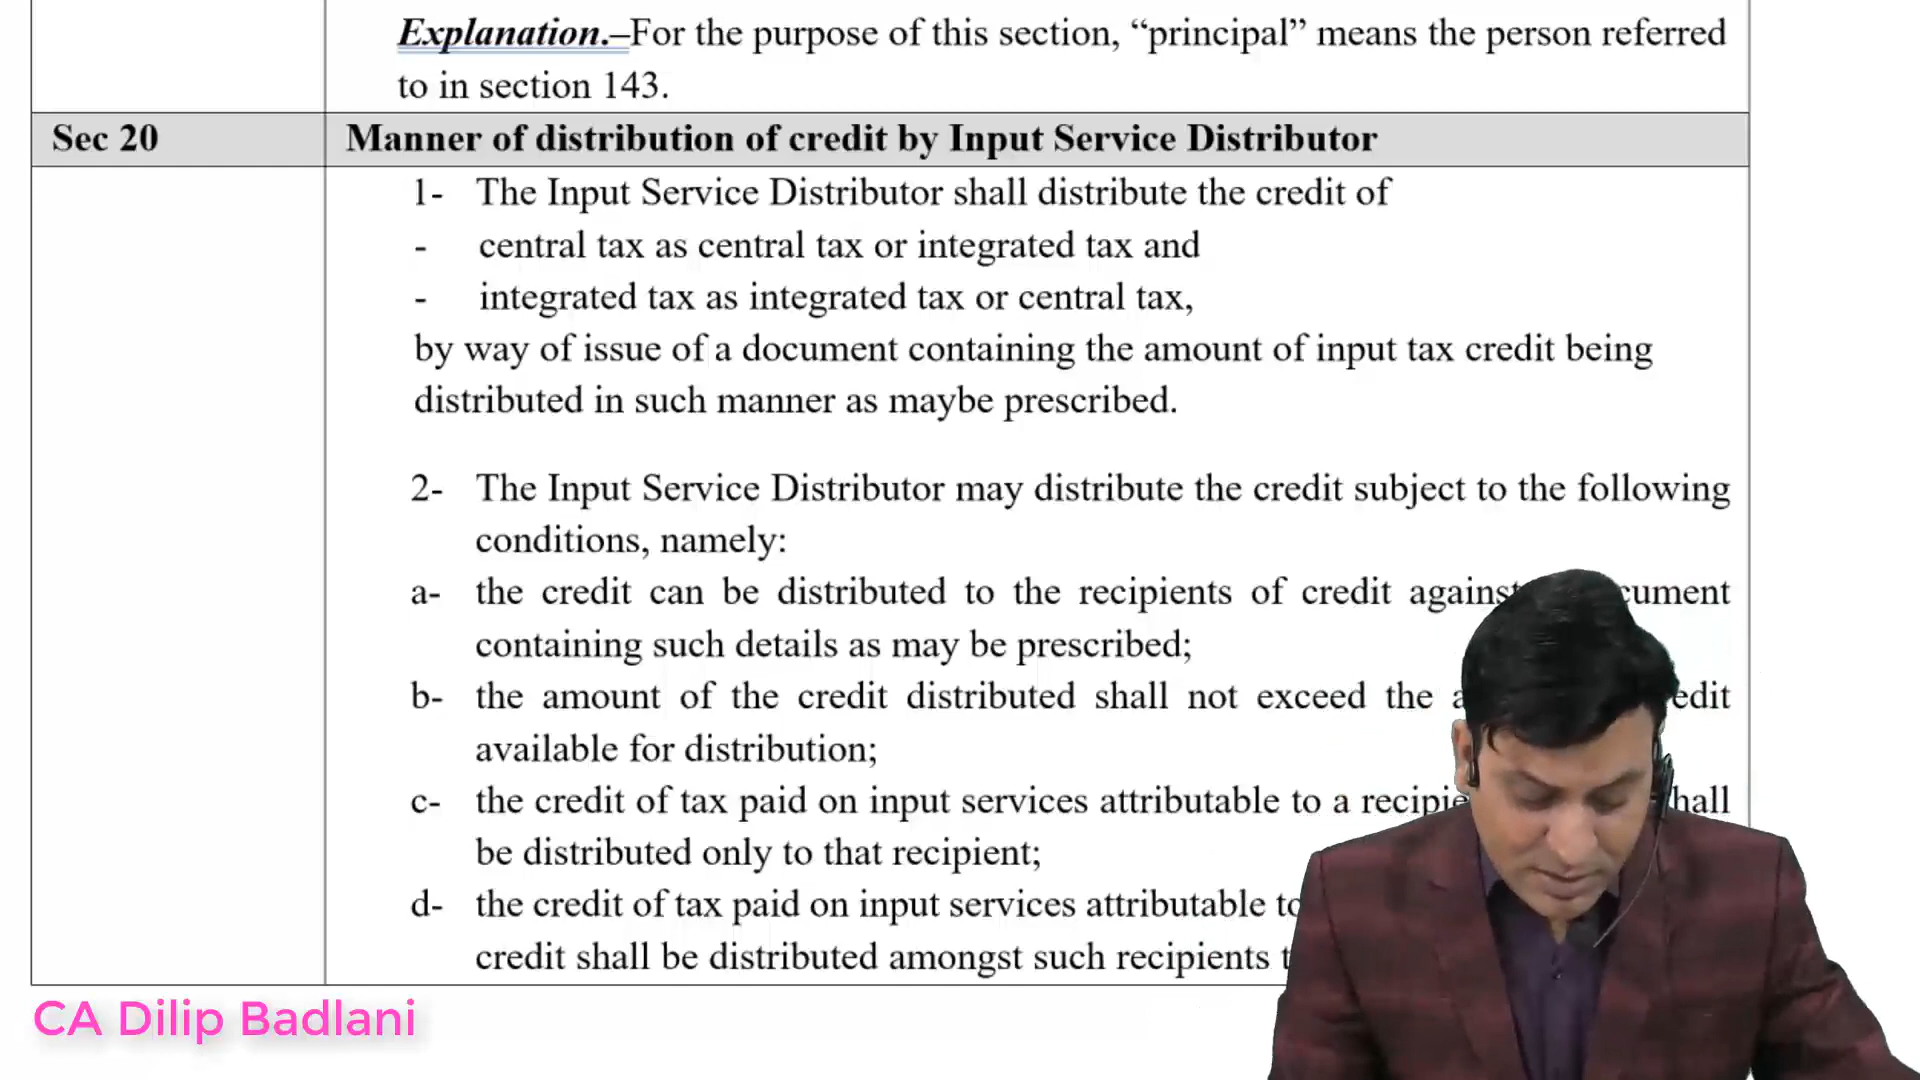 Explanation.–For the purpose of this section, “principal” means the person referred
to in section 143.
Sec 20 Manner of distribution of credit by Input Service Distributor
1- The Input Service Distributor shall distribute the credit of
- central tax as central tax or integrated tax and
- integrated tax as integrated tax or central tax,
by way of issue of a document containing the amount of input tax credit being
distributed in such manner as maybe prescribed.
2- The Input Service Distributor may distribute the credit subject to the following
conditions, namely:
a- the credit can be distributed to the recipients of credit against
containing such details as may be prescribed;
b- the amount of the credit distributed shall not exceed the
available for distribution;
c- the credit of tax paid on input services attributable to a
be distributed only to that recipient;
d- the credit of tax paid on input services attributable to
credit shall be distributed amongst such recipients
CA Dilip Badlani